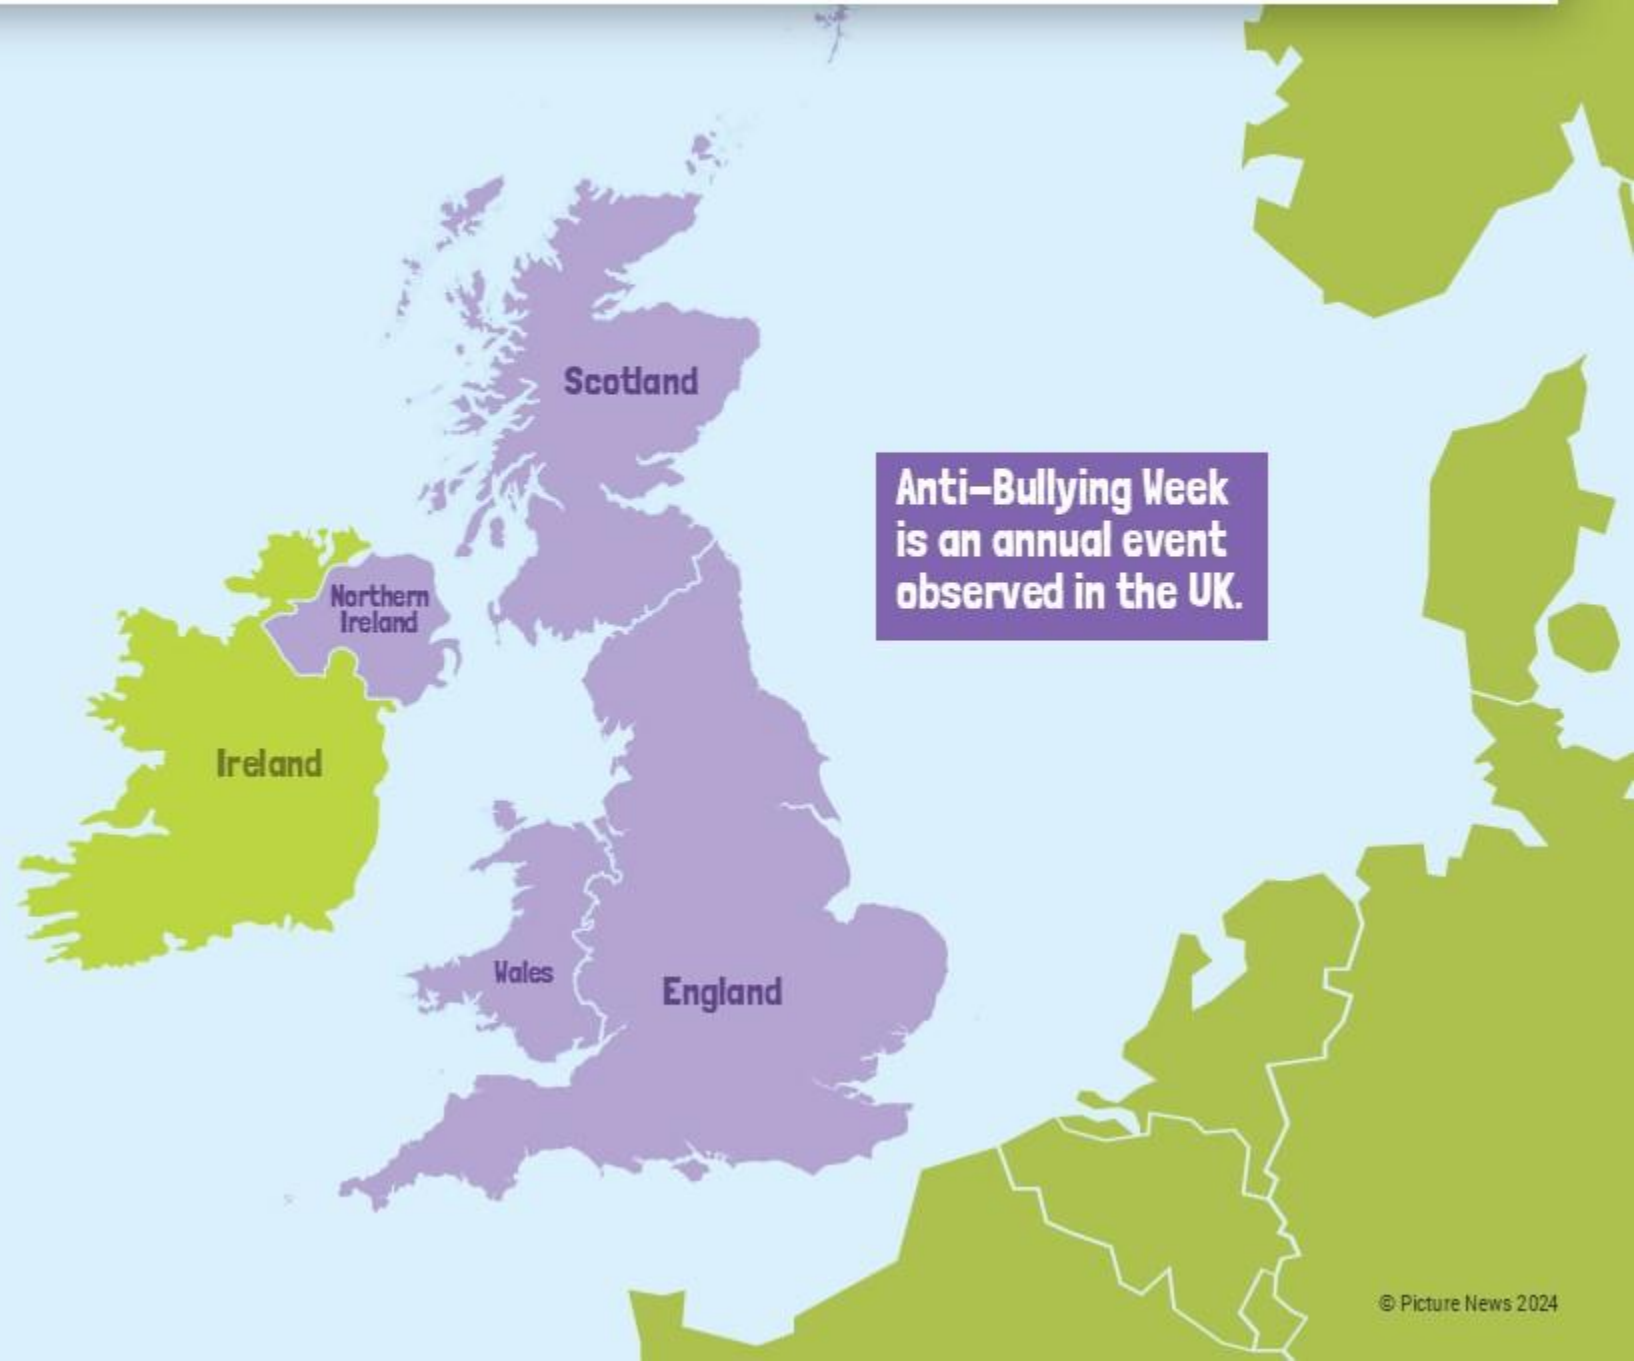 Scotland
Anti-Bullying Week
is an annual event
observed in the UK.
Northern
Ireland
Ireland
Wales
England
© Picture News 2024